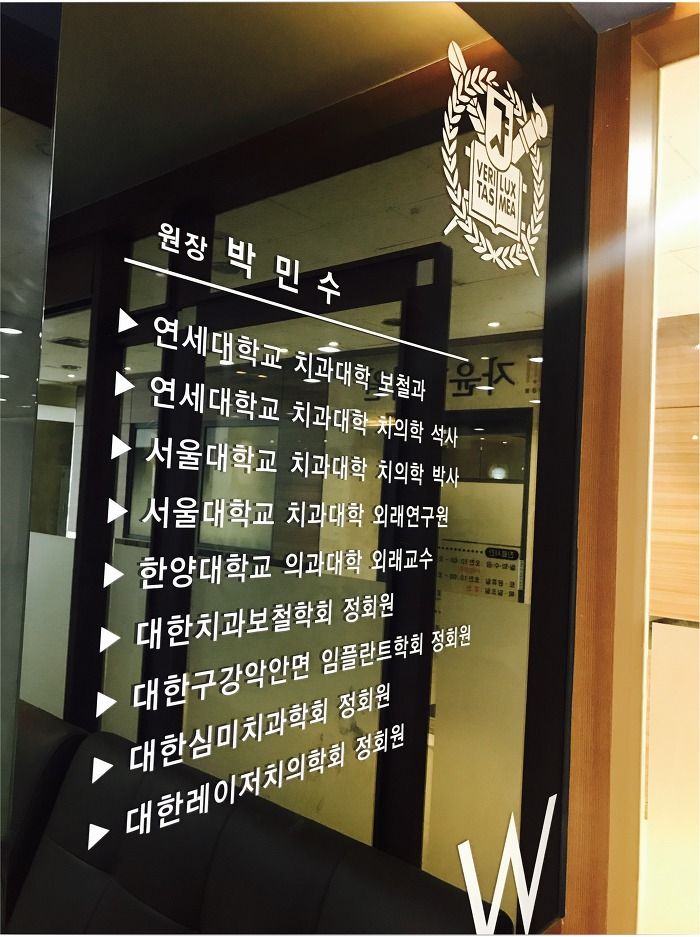 VERI LUX
TAS MEA
원장 박 민 수
▶ 연세대학교 치과대학 보철과
▶ 연세대학교 치과대학 치의학 석사
▶ 서울대학교 치과대학 치의학 박사
▶ 서울대학교 치과대학 외래연구원
▶ 한양대학교 의과대학 외래교수
▶ 대한치과보철학회 정회원
▶ 대한구강악안면 임플란트학회 정회원
▶ 대한심미치과학회 정회원
▶ 대한레이저치의학회 정회원
W